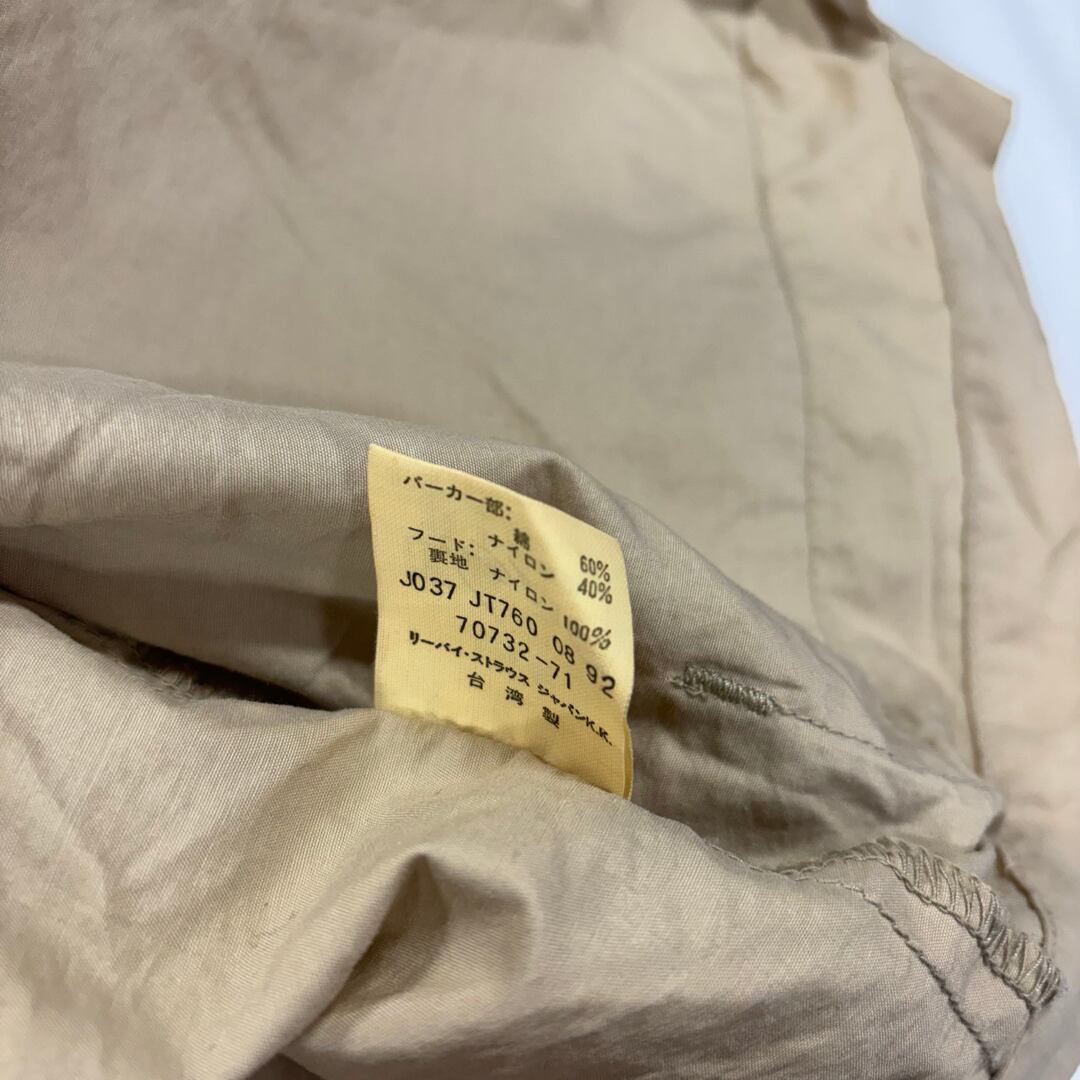 パーカー部:
綿 60%
ナイロン 40%
フード: ナイロン 100%
裏地
J037 JT760 08 92
70732-71
リーバイ・ストラウス ジャパンK.K.
台湾製